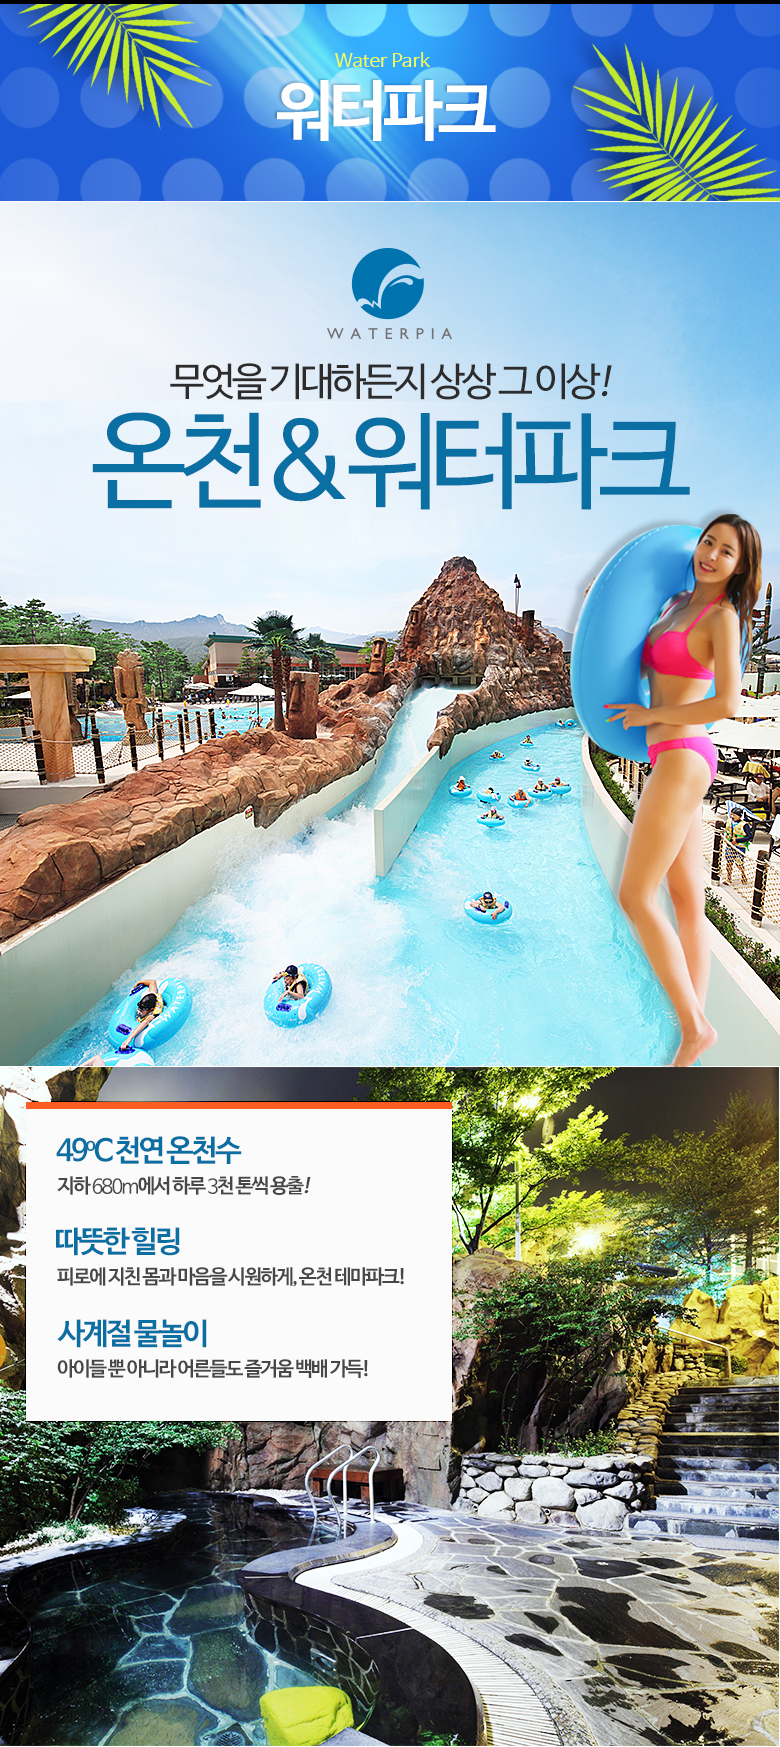 Water Park
워터파크
WATERPIA
무엇을 기대하든지 상상 그 이상!
온천&워터파크
49ºC 천연 온천수
지하 680m에서 하루 3천 톤씩 용출!
따뜻한 힐링
피로에 지친 몸과 마음을 시원하게, 온천 테마파크!
사계절 물놀이
아이들 뿐 아니라 어른들도 즐거움 백배 가득!